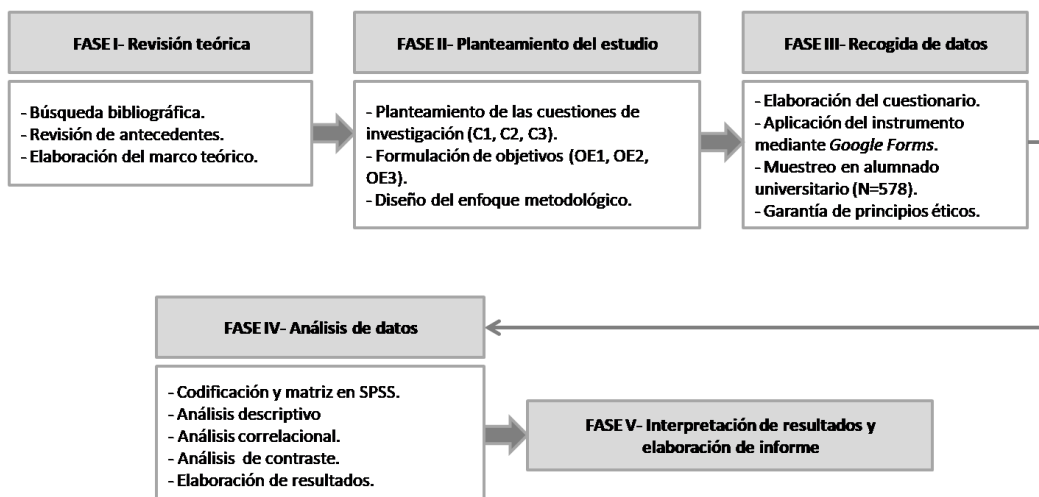 FASE I- Revisión teórica
- Búsqueda bibliográfica.
- Revisión de antecedentes.
- Elaboración del marco teórico.
FASE II- Planteamiento del estudio
- Planteamiento de las cuestiones de
investigación (C1, C2, C3).
- Formulación de objetivos (OE1, OE2,
OE3).
- Diseño del enfoque metodológico.
FASE III- Recogida de datos
- Elaboración del cuestionario.
- Aplicación del instrumento
mediante Google Forms.
- Muestreo en alumnado
universitario (N=578).
- Garantía de principios éticos.
FASE IV- Análisis de datos
- Codificación y matriz en SPSS.
- Análisis descriptivo
- Análisis correlacional.
- Análisis de contraste.
- Elaboración de resultados.
FASE V- Interpretación de resultados y
elaboración de informe